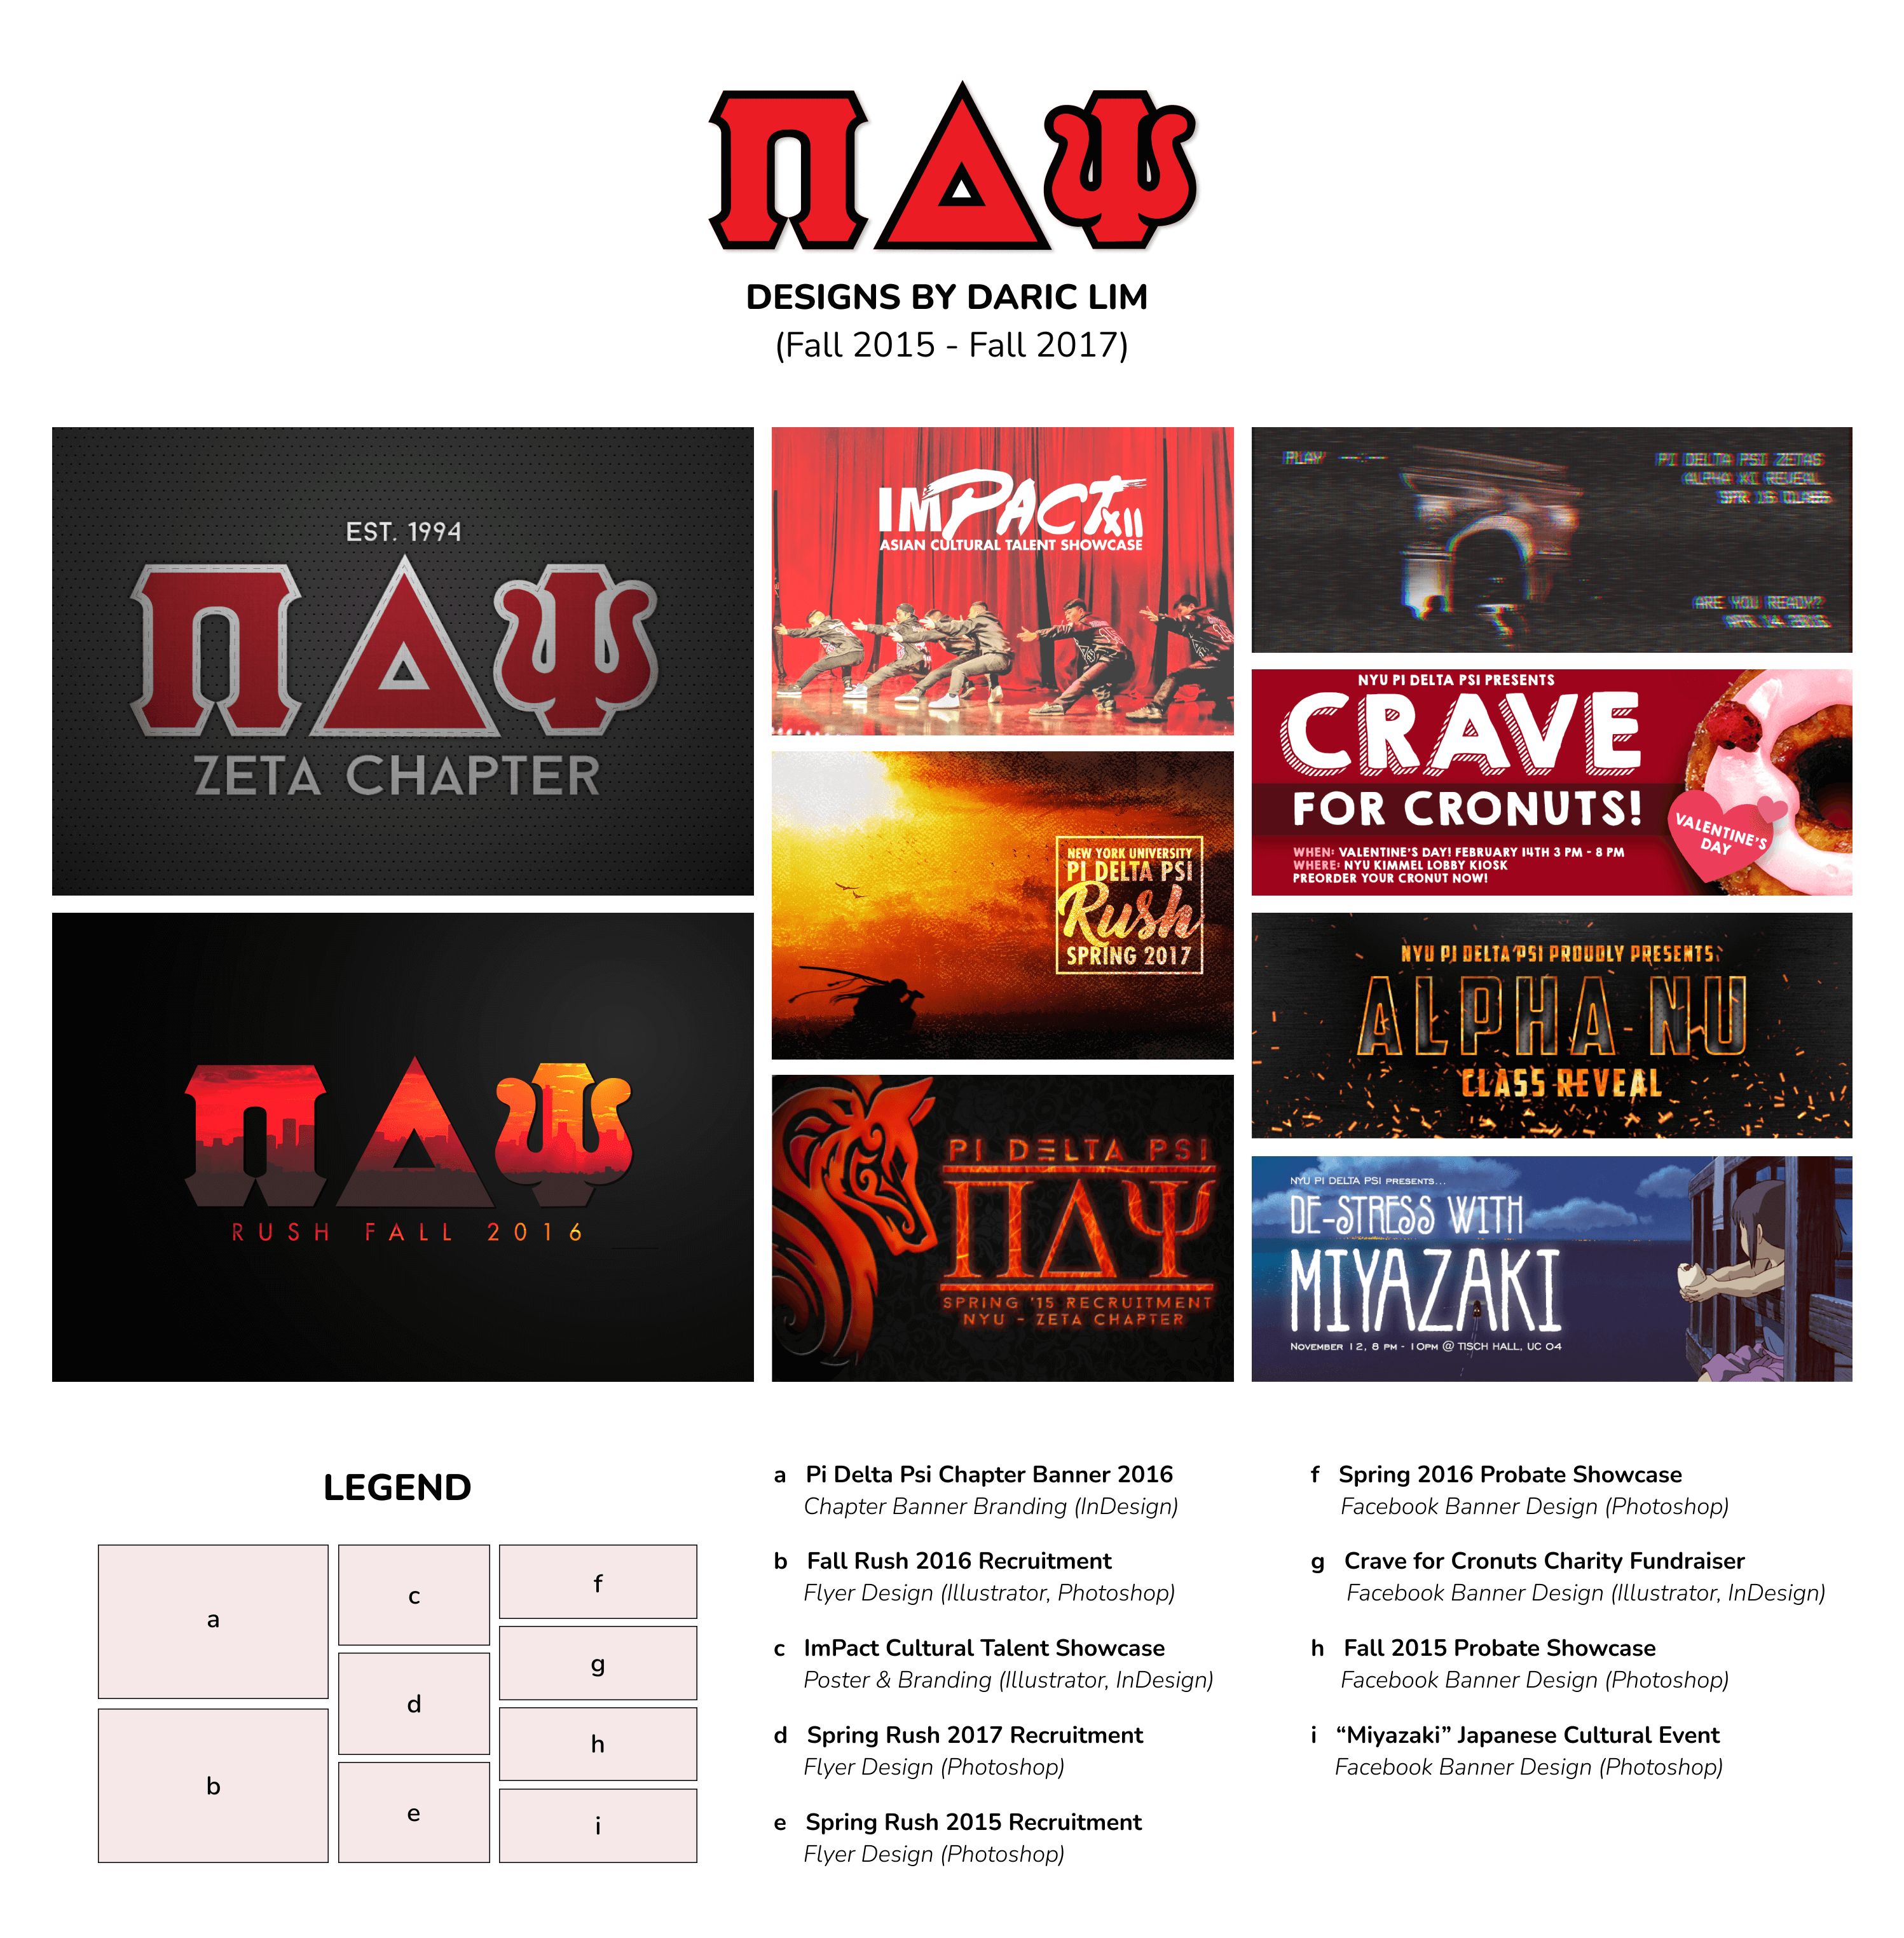 ΠΔΨ
DESIGNS BY DARIC LIM
(Fall 2015 - Fall 2017)
EST. 1994
ΠΔΨ
ZETA CHAPTER
RUSH FALL 2016
ΠΔΨ
IMPACT XII
ASIAN CULTURAL TALENT SHOWCASE
NEW YORK UNIVERSITY
PI DELTA PSI
Rush
SPRING 2017
PI DELTA PSI
ΠΔΨ
SPRING '15 RECRUITMENT
NYU - ZETA CHAPTER
PLAY
PI DELTA PSI ZETAS
ALPHA XI REVEAL
CLASS
ARE YOU READY?
NYU PI DELTA PSI PRESENTS
CRAVE
FOR CRONUTS!
WHEN: VALENTINE'S DAY! FEBRUARY 14TH 3 PM - 8 PM
WHERE: NYU KIMMEL LOBBY KIOSK
PREORDER YOUR CRONUT NOW!
VALENTINE'S
DAY
NYU PI DELTA PSI PROUDLY PRESENTS
ALPHA NU
CLASS REVEAL
NYU PI DELTA PSI PRESENTS...
DE-STRESS WITH
MIYAZAKI
NOVEMBER 12, 8 PM - 10PM @ TISCH HALL, UC 04
LEGEND
a
b
c
d
e
f
g
h
i
a Pi Delta Psi Chapter Banner 2016
Chapter Banner Branding (InDesign)
b Fall Rush 2016 Recruitment
Flyer Design (Illustrator, Photoshop)
c ImPact Cultural Talent Showcase
Poster & Branding (Illustrator, InDesign)
d Spring Rush 2017 Recruitment
Flyer Design (Photoshop)
e Spring Rush 2015 Recruitment
Flyer Design (Photoshop)
f Spring 2016 Probate Showcase
Facebook Banner Design (Photoshop)
g Crave for Cronuts Charity Fundraiser
Facebook Banner Design (Illustrator, InDesign)
h Fall 2015 Probate Showcase
Facebook Banner Design (Photoshop)
i “Miyazaki” Japanese Cultural Event
Facebook Banner Design (Photoshop)